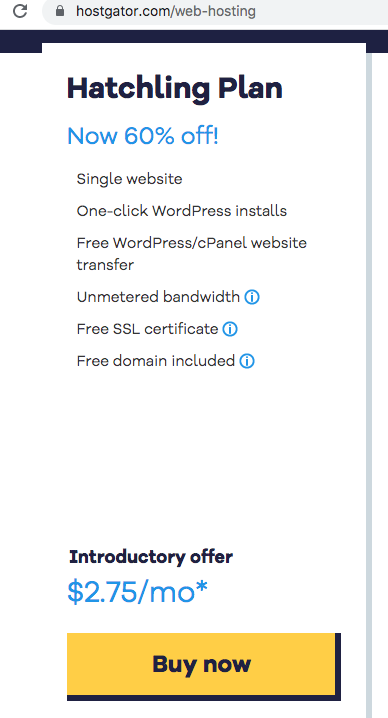 hostgator.com/web-hosting
Hatchling Plan
Now 60% off!
Single website
One-click WordPress installs
Free WordPress/cPanel website
transfer
Unmetered bandwidth
Free SSL certificate
Free domain included
Introductory offer
$2.75/mo*
Buy now